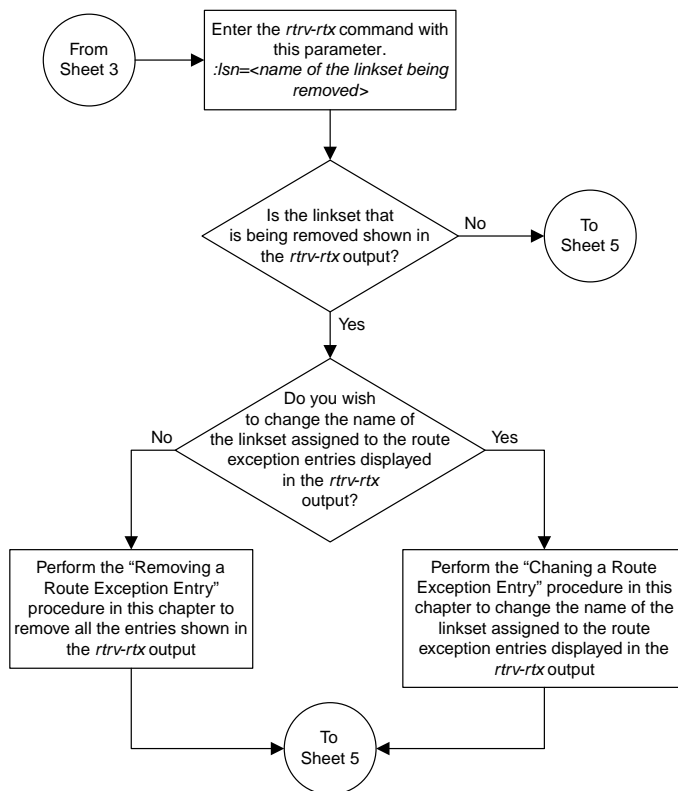 From
Sheet 3
Enter the rtrv-rtx command with
this parameter.
:lsn=<name of the linkset being
removed>
Is the linkset that
is being removed shown in
the rtrv-rtx output?
No
To
Sheet 5
Yes
Do you wish
to change the name of
the linkset assigned to the route
exception entries displayed
in the rtrv-rtx
output?
No
Yes
Perform the “Removing a
Route Exception Entry”
procedure in this chapter to
remove all the entries shown in
the rtrv-rtx output
Perform the “Chaning a Route
Exception Entry” procedure in this
chapter to change the name of the
linkset assigned to the route
exception entries displayed in the
rtrv-rtx output
To
Sheet 5